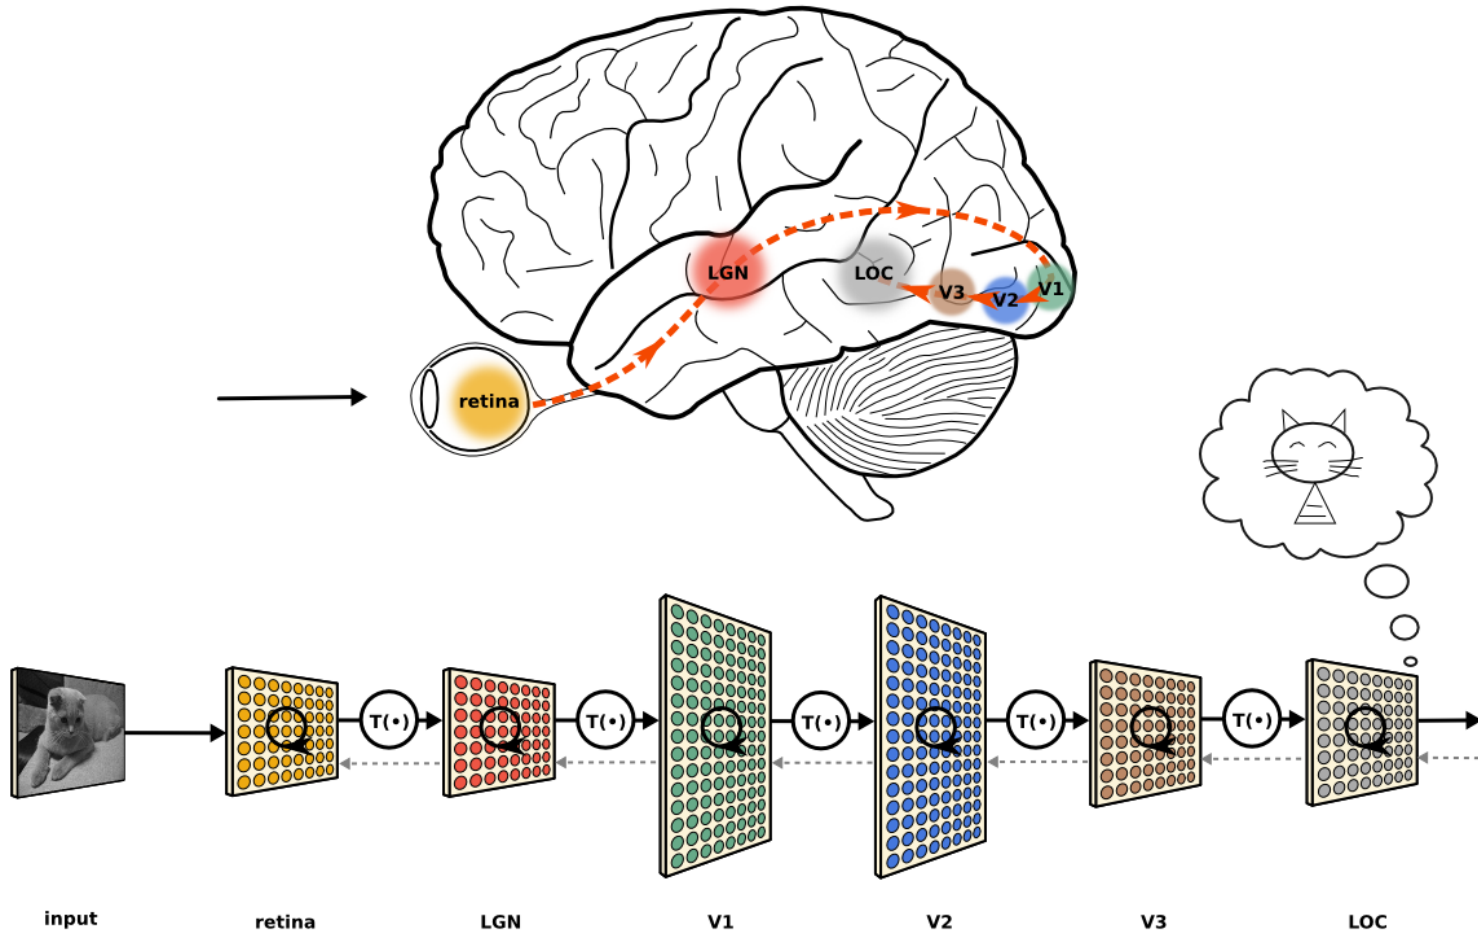 LGN
LOC
V3
V2
V1
retina
T(•)
T(•)
T(•)
T(•)
T(•)
input
retina
LGN
V1
V2
V3
LOC